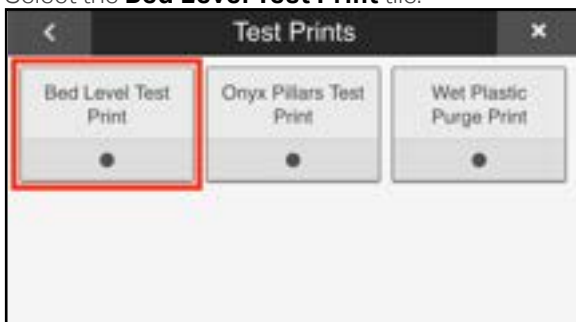 Select the Bed Level Test Print tile.
< Test Prints ×
Bed Level Test Onyx Pillars Test Wet Plastic
Print Print Purge Print